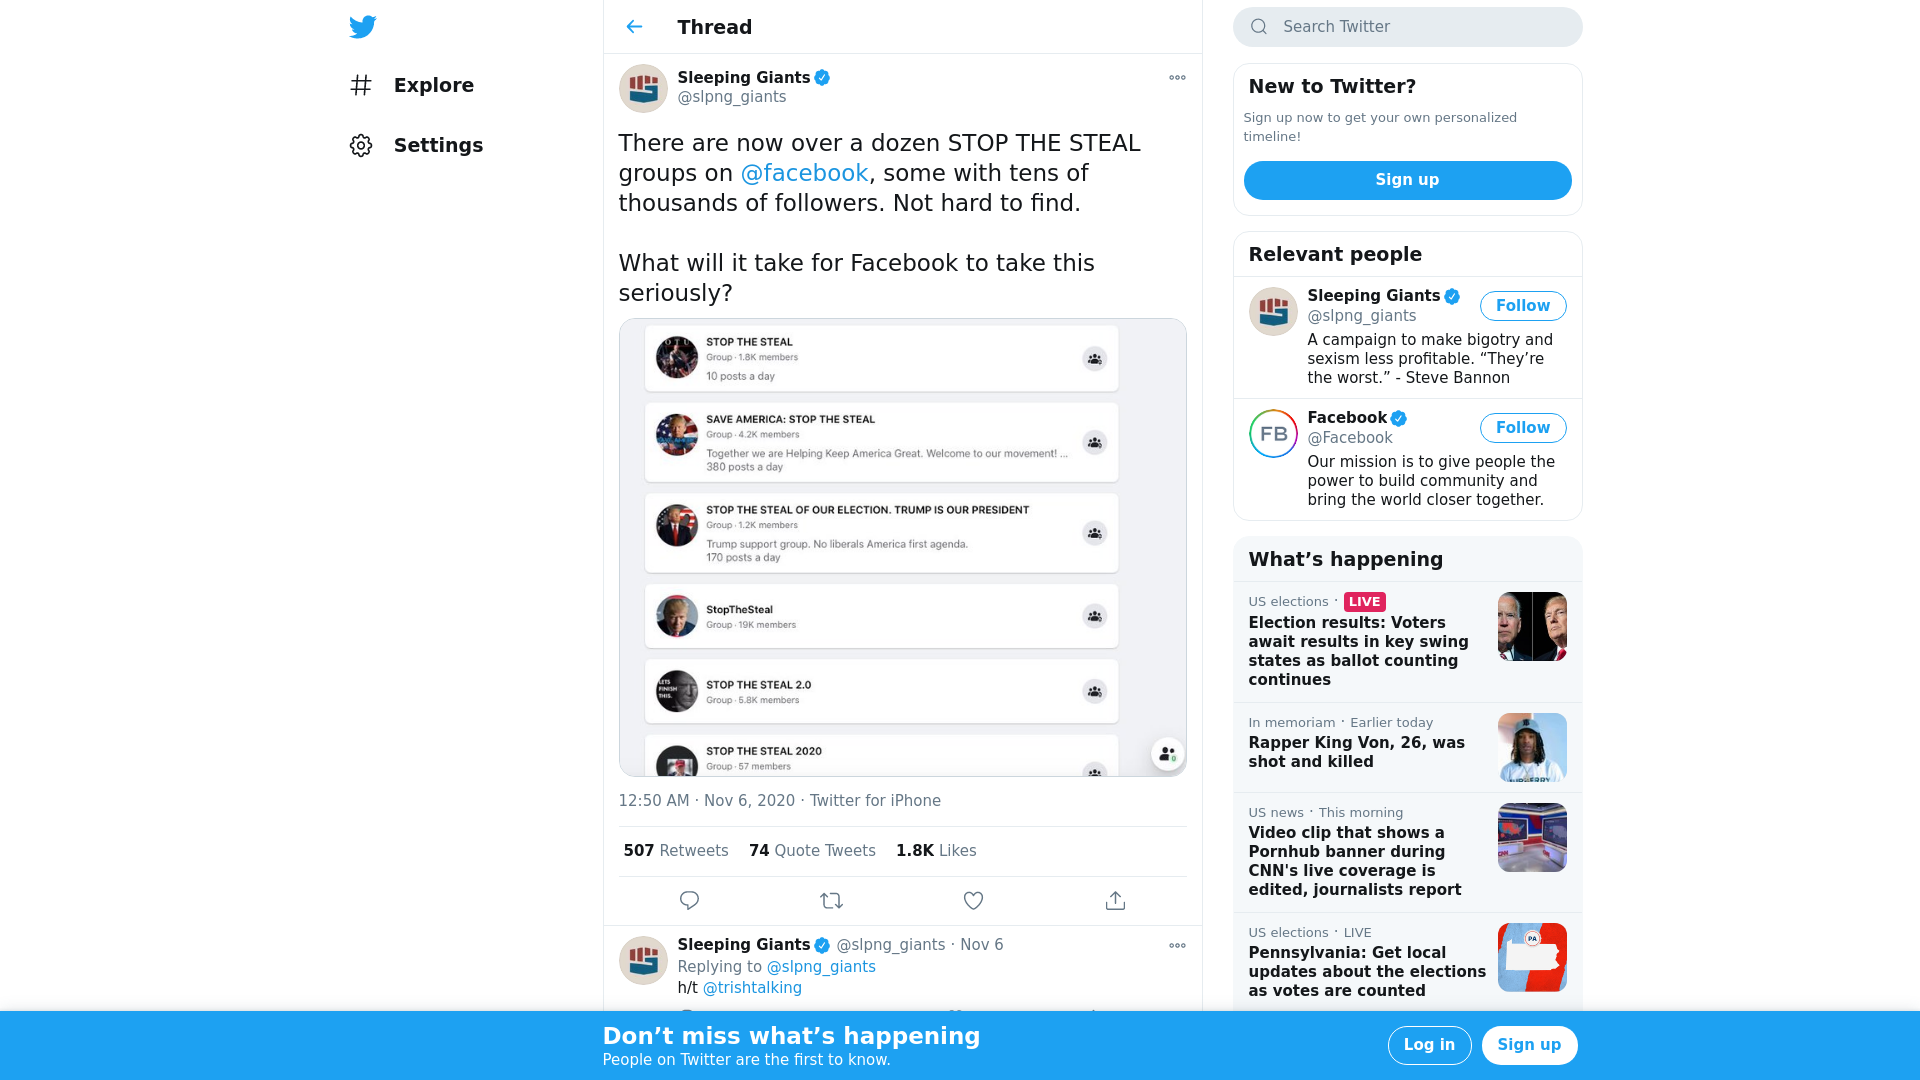 Explore
Settings
Thread
Sleeping Giants
@slpng_giants
There are now over a dozen STOP THE STEAL
groups on @facebook, some with tens of
thousands of followers. Not hard to find.
What will it take for Facebook to take this
seriously?
STOP THE STEAL
Group · 1.8K members
10 posts a day
SAVE AMERICA: STOP THE STEAL
Group · 4.2K members
Together we are Helping Keep America Great. Welcome to our movement! ...
380 posts a day
STOP THE STEAL OF OUR ELECTION. TRUMP IS OUR PRESIDENT
Group · 1.2K members
Trump support group. No liberals America first agenda.
170 posts a day
StopTheSteal
Group · 19K members
LETS
FINISH
THIS.
STOP THE STEAL 2.0
Group · 5.8K members
STOP THE STEAL 2020
Group · 57 members
12:50 AM · Nov 6, 2020 · Twitter for iPhone
507 Retweets 74 Quote Tweets 1.8K Likes
Sleeping Giants @slpng_giants · Nov 6
Replying to @slpng_giants
h/t @trishtalking
Search Twitter
New to Twitter?
Sign up now to get your own personalized
timeline!
Sign up
Relevant people
Sleeping Giants
@slpng_giants
Follow
A campaign to make bigotry and
sexism less profitable. “They’re
the worst.” - Steve Bannon
FB
Facebook
@Facebook
Follow
Our mission is to give people the
power to build community and
bring the world closer together.
What’s happening
US elections · LIVE
Election results: Voters
await results in key swing
states as ballot counting
continues
In memoriam · Earlier today
Rapper King Von, 26, was
shot and killed
US news · This morning
Video clip that shows a
Pornhub banner during
CNN's live coverage is
edited, journalists report
US elections · LIVE
Pennsylvania: Get local
updates about the elections
as votes are counted
PA
Don’t miss what’s happening
People on Twitter are the first to know.
Log in
Sign up